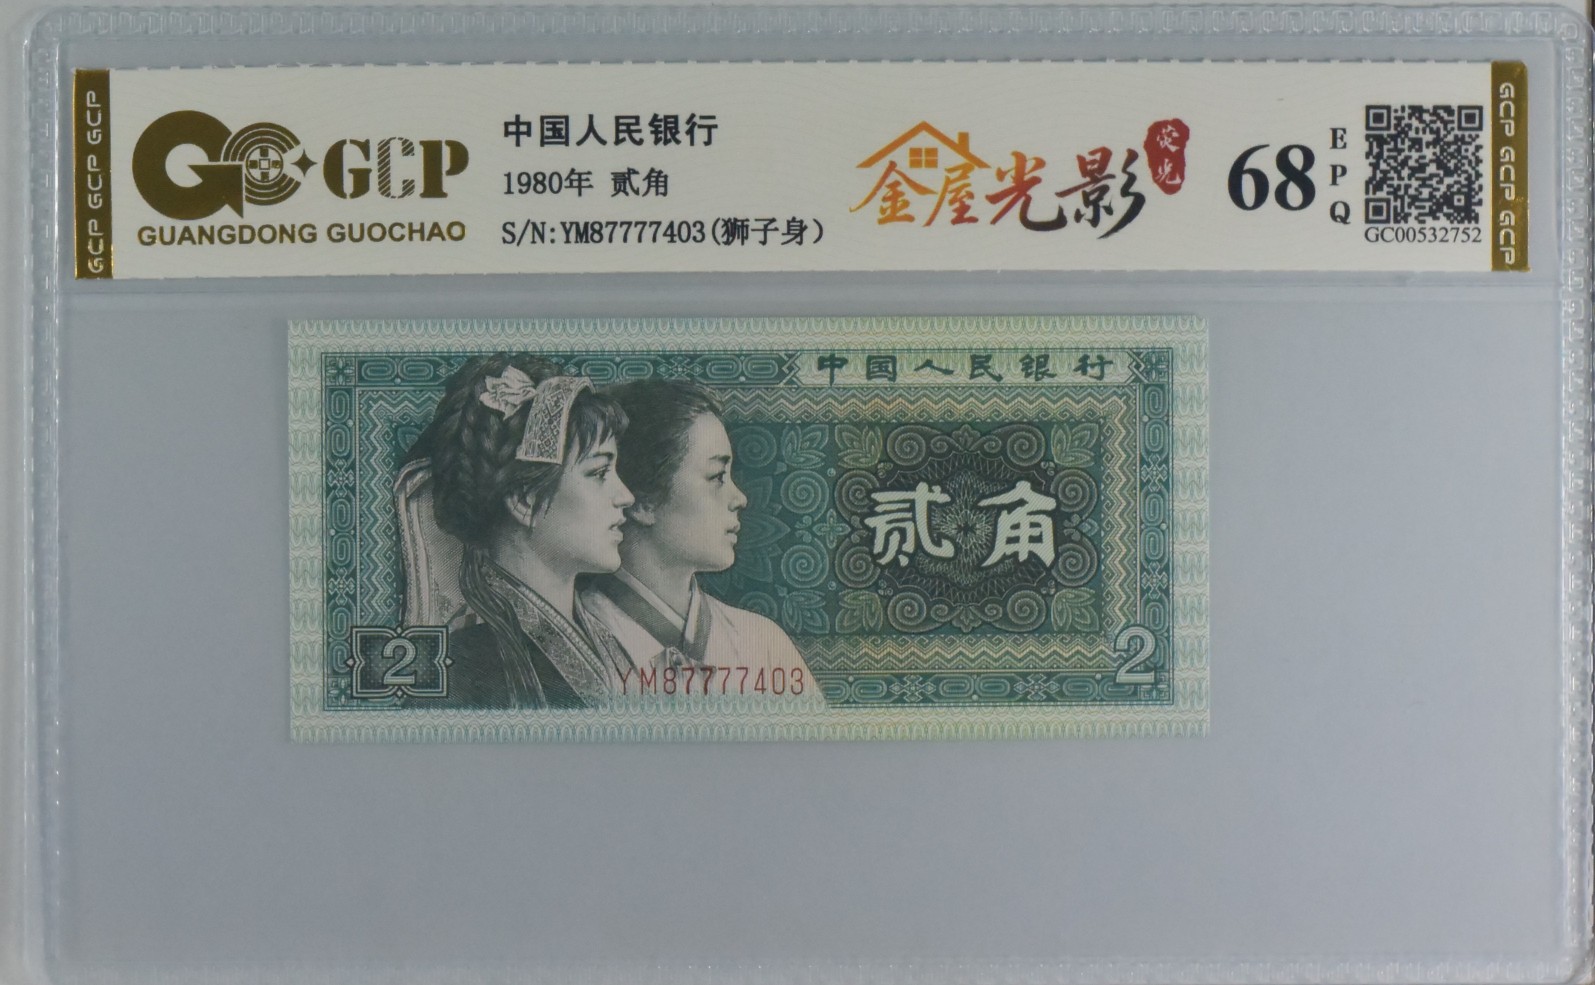 GCP GCP GCP
GCP
GUANGDONG GUOCHAO
中国人民银行
1980年 贰角
S/N:YM87777403(狮子身)
金屋光影
荧光
68
EPQ
GC00532752
GCP GCP GCP
中国人民银行
贰角
2
YM87777403
2